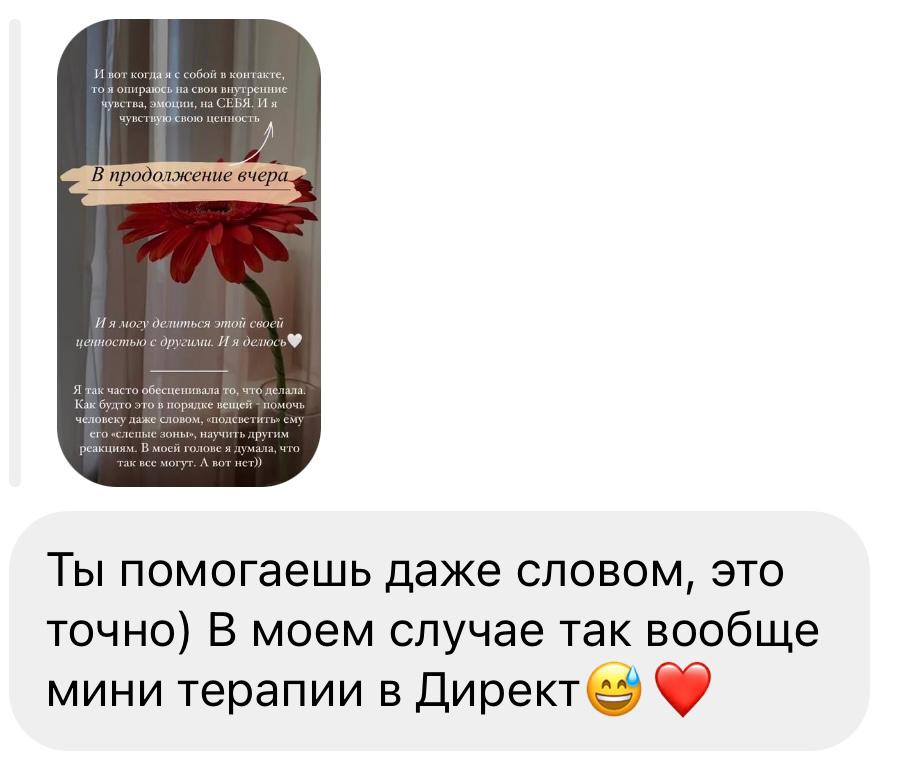 И вот когда я с собой в контакте,
то я опираюсь на свои внутренние
чувства, эмоции, на СЕБЯ. И я
чувствую свою ценность
В продолжение вчера
И я могу делиться этой своей
ценностью с другими. И я делюсь🤍
Я так часто обесценивала то, что делала.
Как будто это в порядке вещей - помочь
человеку даже словом, «подсветить» ему
его «слепые зоны», научить другим
реакциям. В моей голове я думала, что
так все могут. А вот нет))
Ты помогаешь даже словом, это
точно) В моем случае так вообще
мини терапии в Директ😅❤️